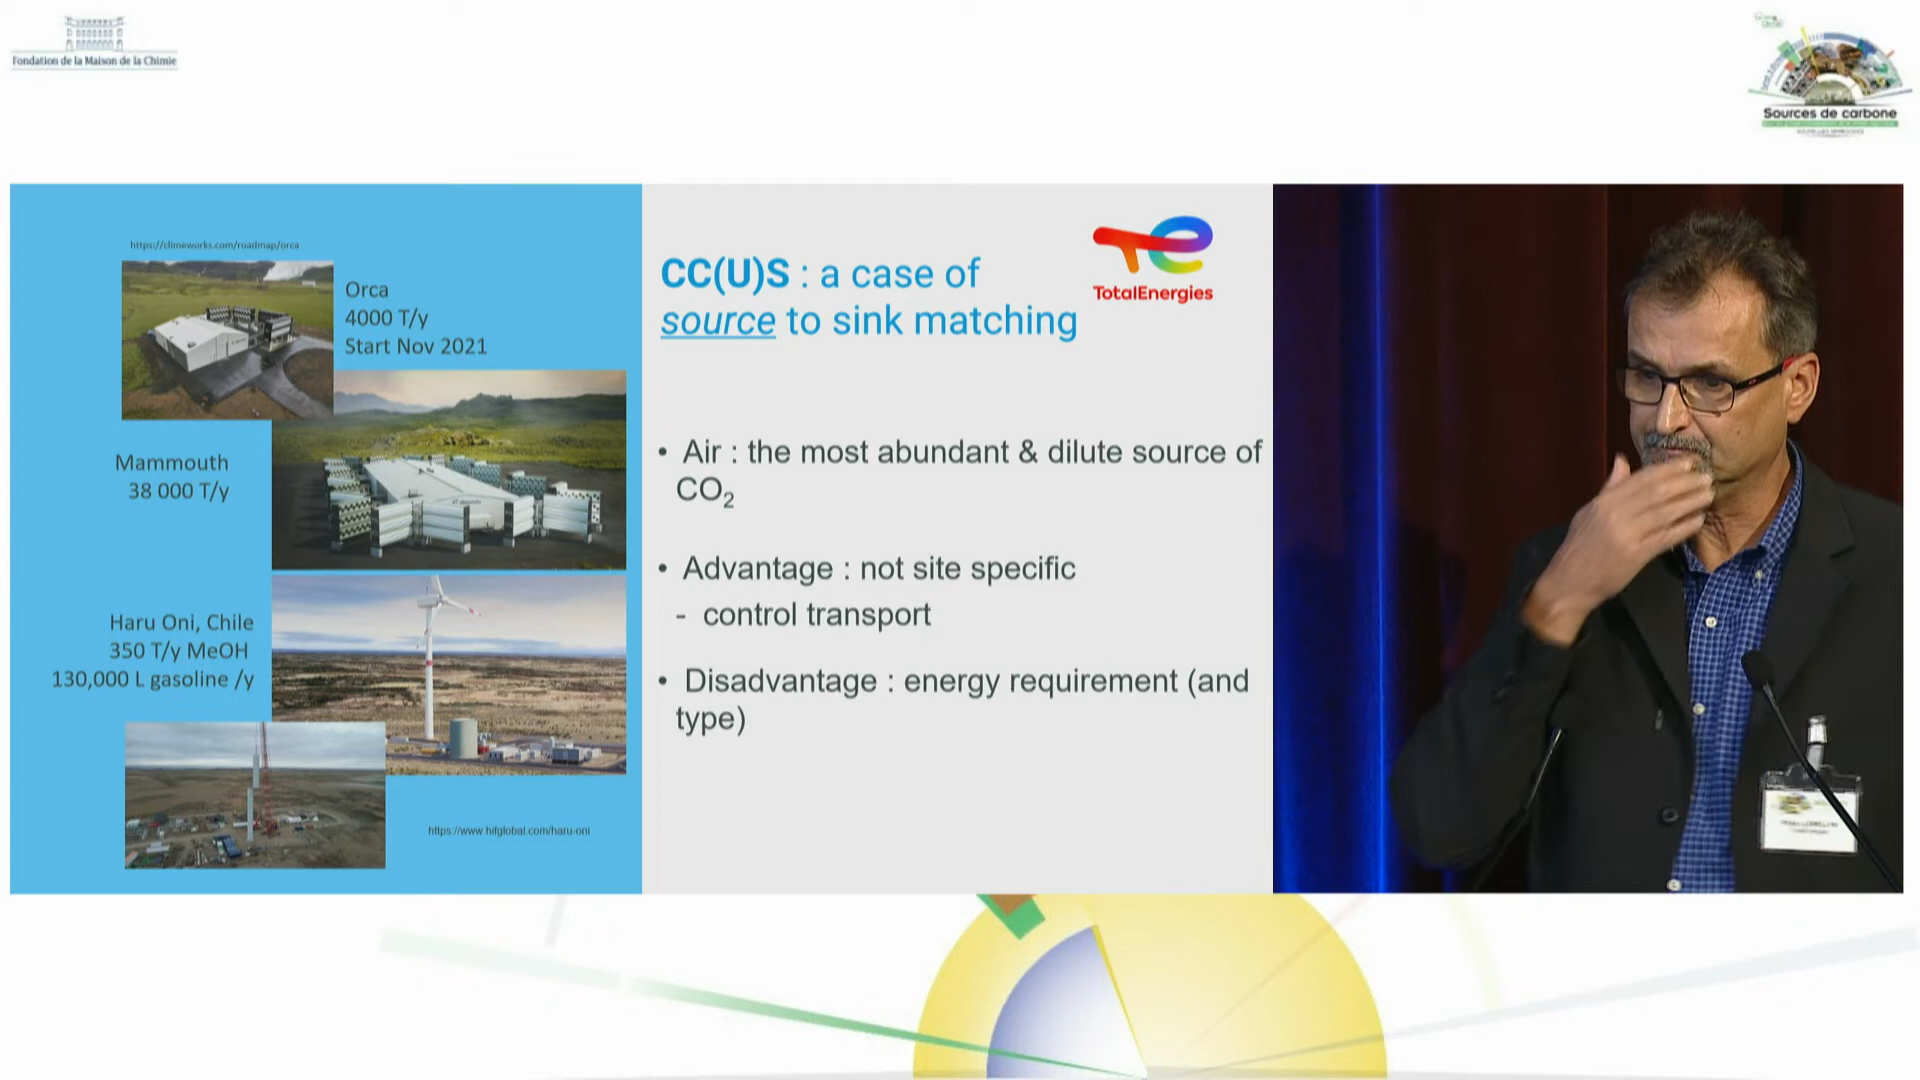 Fondation de la Maison de la Chimie
Sources de carbone
https://climeworks.com/roadmap/orca
Orca
4000 T/y
Start Nov 2021
Mammouth
38 000 T/y
Haru Oni, Chile
350 T/y MeOH
130,000 L gasoline /y
https://www.hifglobal.com/haru-oni
CC(U)S : a case of
source to sink matching
TotalEnergies
• Air : the most abundant & dilute source of
CO₂
• Advantage : not site specific
- control transport
• Disadvantage : energy requirement (and
type)